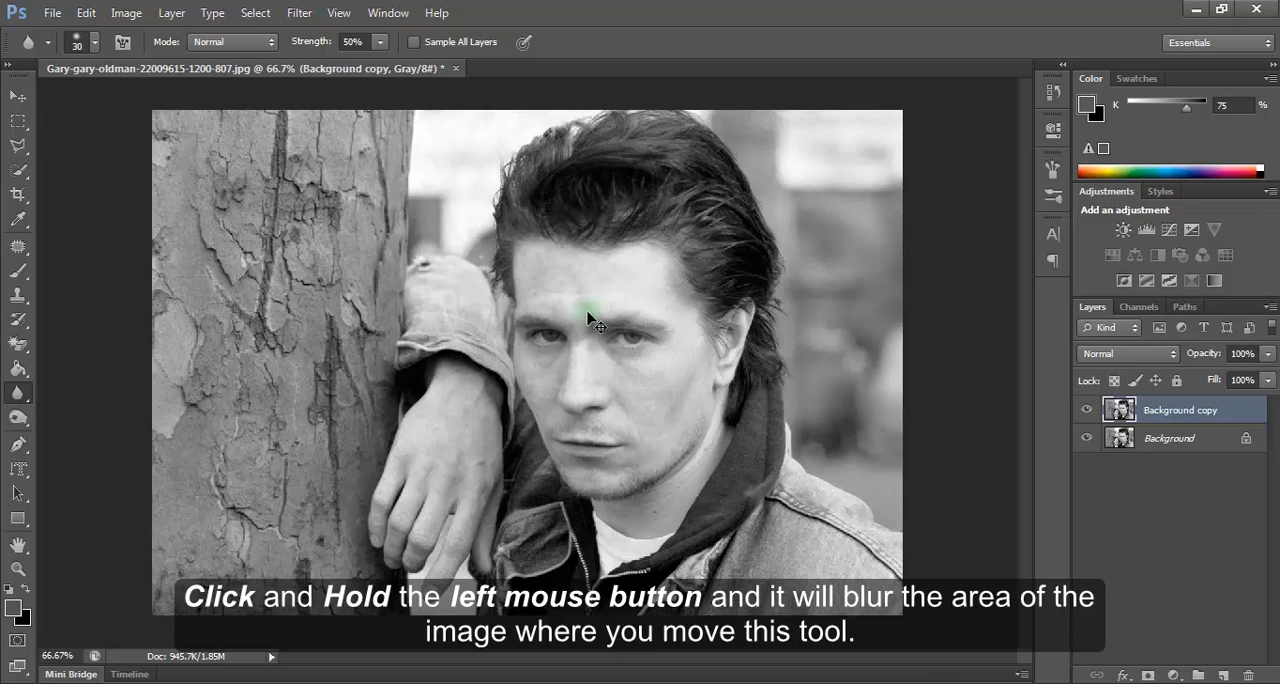 Ps File Edit Image Layer Type Select Filter View Window Help
30 Mode: Normal Strength: 50% Sample All Layers Essentials
Gary-gary-oldman-22009615-1200-807.jpg @ 66.7% (Background copy, Gray/8#) * ×
Color Swatches
K 75 %
Adjustments Styles
Add an adjustment
Layers Channels Paths
Kind T
Normal Opacity: 100%
Lock: Fill: 100%
Background copy
Background
Click and Hold the left mouse button and it will blur the area of the
image where you move this tool.
66.67% Doc: 945.7K/1.85M
Mini Bridge Timeline
fx